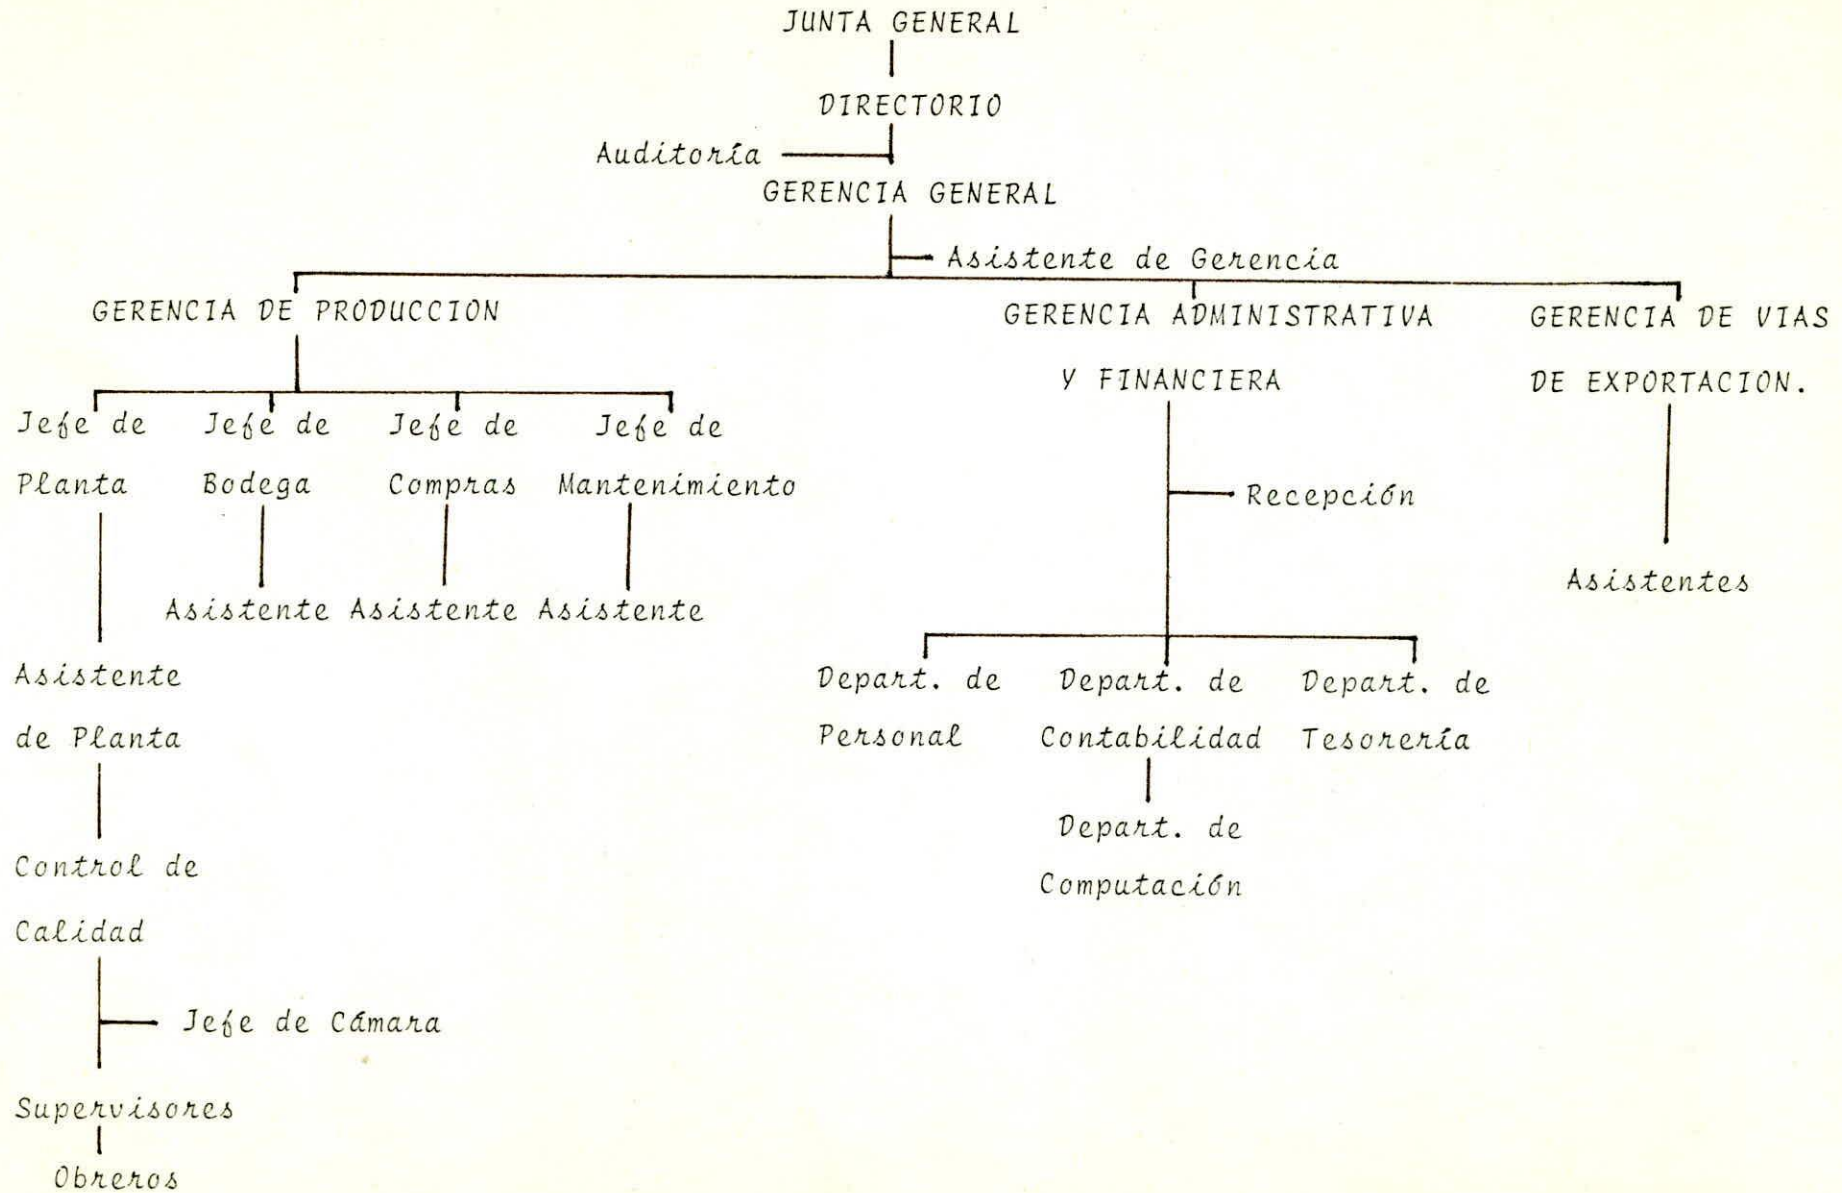 JUNTA GENERAL
DIRECTORIO
Auditoría
GERENCIA GENERAL
Asistente de Gerencia
GERENCIA DE PRODUCCION
GERENCIA ADMINISTRATIVA
Y FINANCIERA
GERENCIA DE VIAS
DE EXPORTACION.
Jefe de
Planta
Jefe de
Bodega
Jefe de
Compras
Jefe de
Mantenimiento
Recepción
Asistente
Asistente
Asistente
Asistentes
Asistente
de Planta
Depart. de
Personal
Depart. de
Contabilidad
Depart. de
Tesorería
Depart. de
Computación
Control de
Calidad
Jefe de Cámara
Supervisores
Obreros